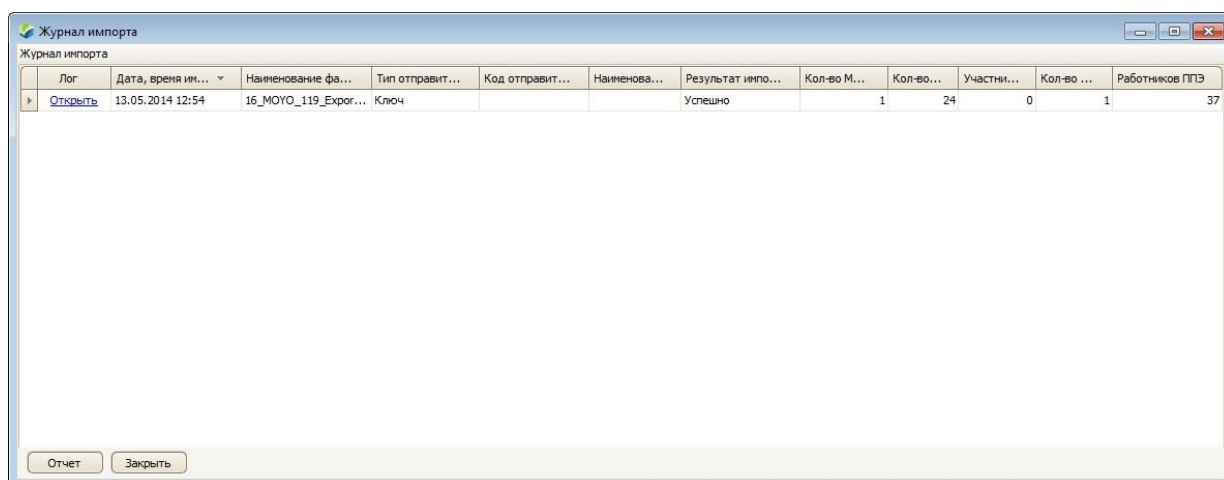 Журнал импорта
Журнал импорта
Лог Дата, время им... Наименование фа... Тип отправит... Код отправит... Наименова... Результат импо... Кол-во М... Кол-во... Участни... Кол-во ... Работников ППЭ
Открыть 13.05.2014 12:54 16_MOYO_119_Expor... Ключ Успешно 1 24 0 1 37
Отчет Закрыть